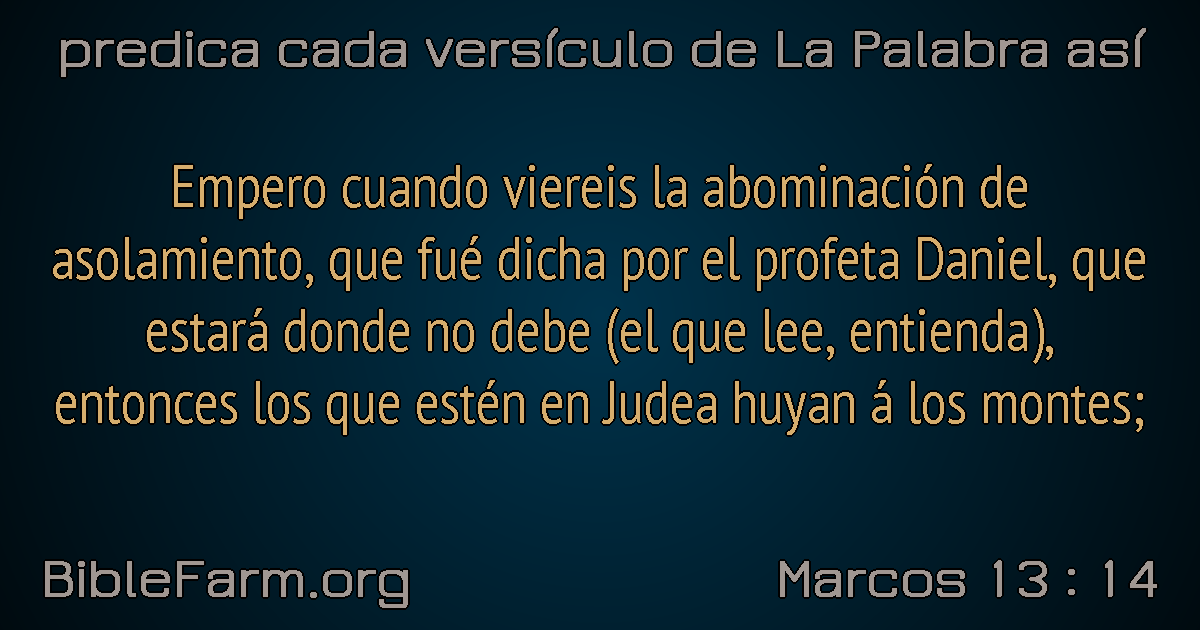 predica cada versículo de La Palabra así
Empero cuando viereis la abominación de
asolamiento, que fué dicha por el profeta Daniel, que
estará donde no debe (el que lee, entienda),
entonces los que estén en Judea huyan á los montes;
BibleFarm.org
Marcos 13 : 14